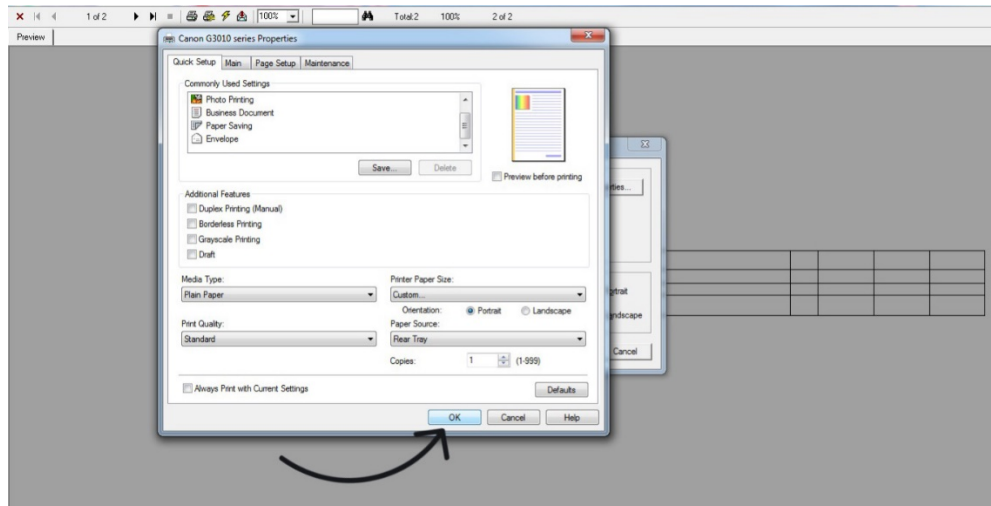 1 of 2 100% Total:2 100% 2 of 2
Preview
Canon G3010 series Properties
Quick Setup Main Page Setup Maintenance
Commonly Used Settings
Photo Printing
Business Document
Paper Saving
Envelope
Save... Delete
Preview before printing
Additional Features
Duplex Printing (Manual)
Borderless Printing
Grayscale Printing
Draft
Media Type: Printer Paper Size:
Plain Paper Custom...
Orientation: Portrait Landscape
Print Quality: Paper Source:
Standard Rear Tray
Copies: 1 (1-999)
Always Print with Current Settings Defaults
OK Cancel Help
Cancel